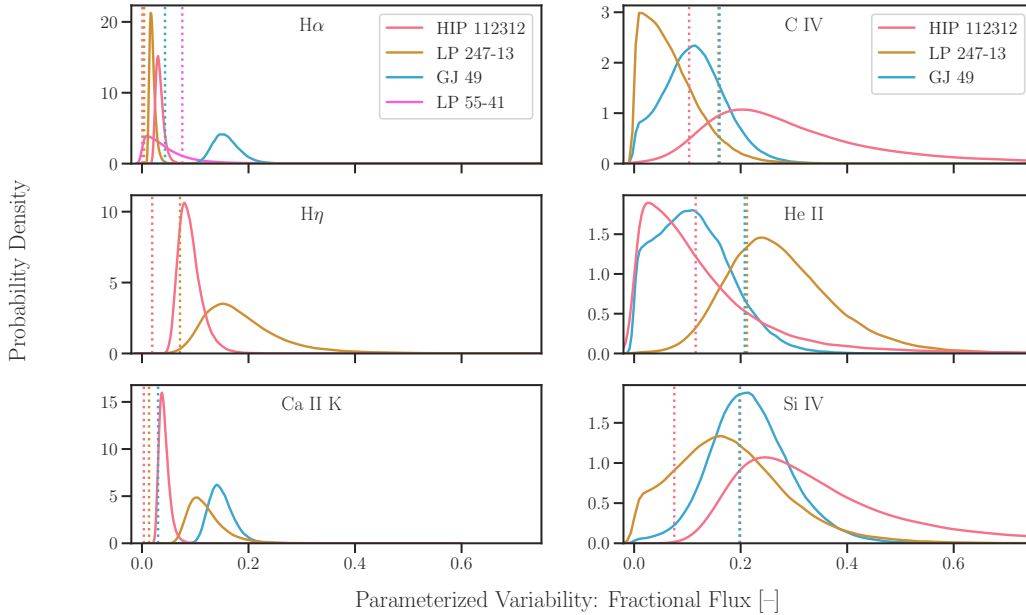 Hα
HIP 112312
LP 247-13
GJ 49
LP 55-41
20
10
0
C IV
HIP 112312
LP 247-13
GJ 49
3
2
1
0
Probability Density
Hη
10
5
0
He II
1.5
1.0
0.5
0.0
Ca II K
15
10
5
0
0.0 0.2 0.4 0.6
Si IV
1.5
1.0
0.5
0.0
0.0 0.2 0.4 0.6
Parameterized Variability: Fractional Flux [–]